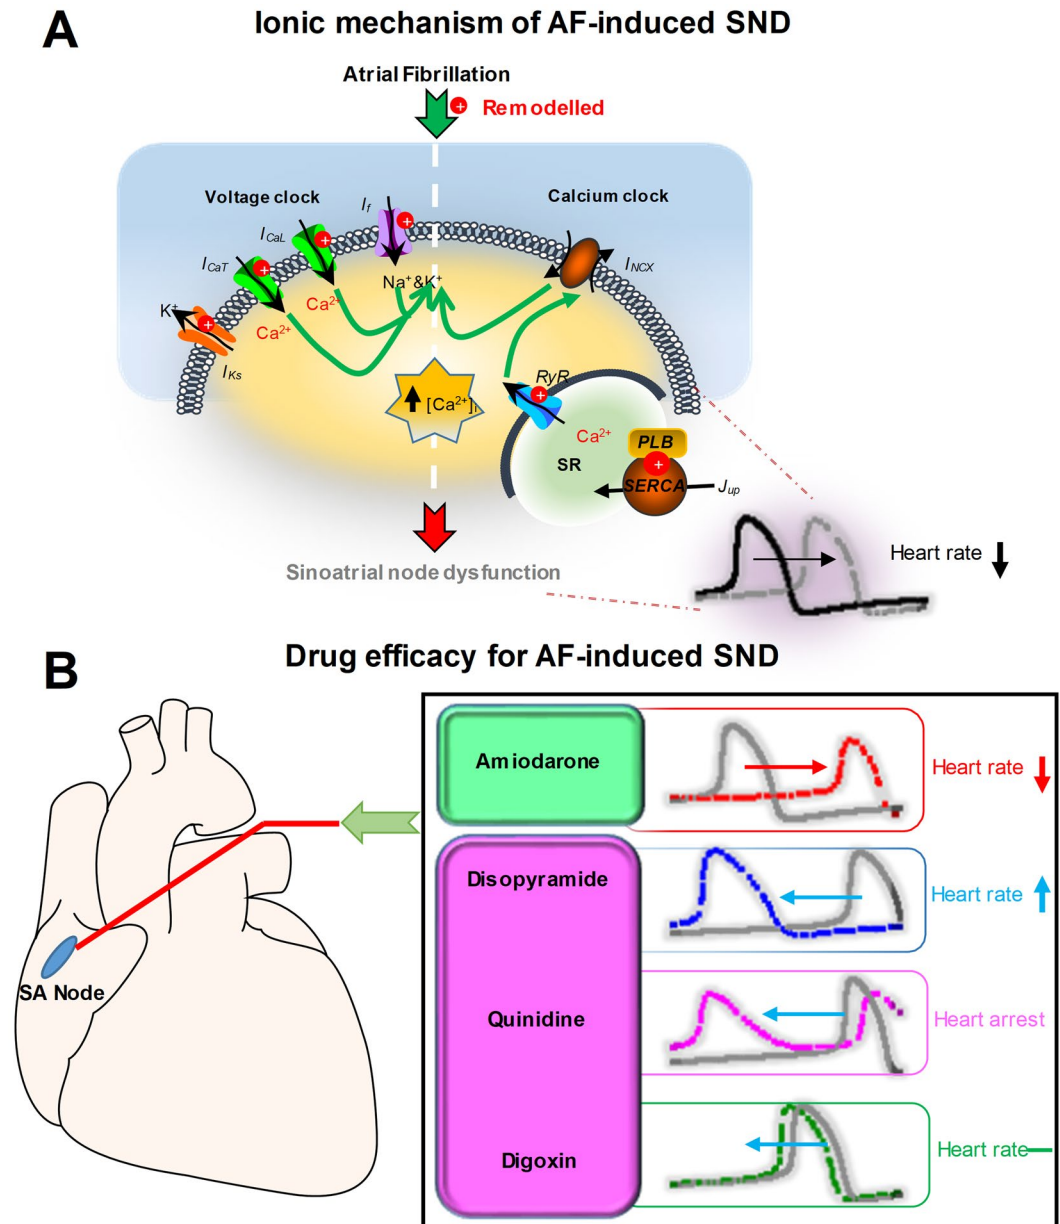 A
Ionic mechanism of AF-induced SND
Atrial Fibrillation
+
Remodelled
Voltage clock
Calcium clock
If
+
ICaL
+
ICaT
+
INCX
K+
+
IKs
Na+&K+
Ca2+
Ca2+
[Ca2+]i
RyR
+
Ca2+
SR
PLB
+
SERCA
Jup
Sinoatrial node dysfunction
Heart rate
B
Drug efficacy for AF-induced SND
Amiodarone
Heart rate
Disopyramide
Heart rate
SA Node
Quinidine
Heart arrest
Digoxin
Heart rate